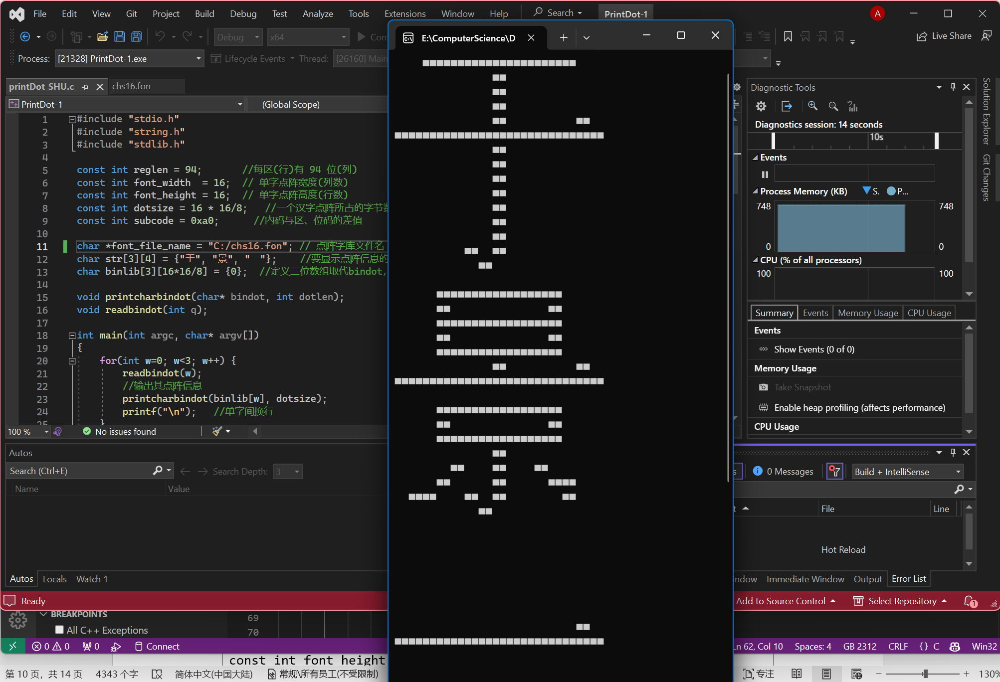 File Edit View Git Project Build Debug Test Analyze Tools Extensions Window Help Search PrintDot-1 A
Debug x64
Live Share
Process: [21328] PrintDot-1.exe Lifecycle Events Thread: [26160] Main
E:\ComputerScience\D
printDot_SHU.c chs16.fon
PrintDot-1 (Global Scope)
1 #include "stdio.h"
2 #include "string.h"
3 #include "stdlib.h"
4
5 const int reglen = 94; //每区(行)有 94 位(列)
6 const int font_width = 16; // 单字点阵宽度(列数)
7 const int font_height = 16; // 单字点阵高度(行数)
8 const int dotsize = 16 * 16/8; //一个汉字点阵所占的字节数
9 const int subcode = 0xa0; //内码与区、位码的差值
10
11 char *font_file_name = "C:/chs16.fon"; // 点阵字库文件名
12 char str[3][4] = {"于", "景", "一"}; //要显示点阵信息的
13 char binlib[3][16*16/8] = {0}; //定义二位数组取代bindot,
14
15 void printcharbindot(char* bindot, int dotlen);
16 void readbindot(int q);
17
18 int main(int argc, char* argv[])
19 {
20 for(int w=0; w<3; w++) {
21 readbindot(w);
22 //输出其点阵信息
23 printcharbindot(binlib[w], dotsize);
24 printf("\n"); //单字间换行
25 }
100 % No issues found
Autos
Search (Ctrl+E) Search Depth: 3
Name Value
Autos Locals Watch 1
Ready
BREAKPOINTS
All C++ Exceptions
69
70
0 0 0 Connect
const int font height
第 10 页，共 14 页 4343 个字 简体中文(中国大陆) 常规\所有员工(不受限制)
Diagnostic Tools
Diagnostics session: 14 seconds
10s
Events
Process Memory (KB) S. P...
748 748
0 0
CPU (% of all processors)
100 100
Summary Events Memory Usage CPU Usage
Events
Show Events (0 of 0)
Memory Usage
Take Snapshot
Enable heap profiling (affects performance)
CPU Usage
s 0 Messages Build + IntelliSense
t File Line
Hot Reload
indow Immediate Window Output Error List
Add to Source Control Select Repository 1
Ln 62, Col 10 Spaces: 4 GB 2312 CRLF {} C Win32
专注 130%
Solution Explorer
Git Changes
于
景
一